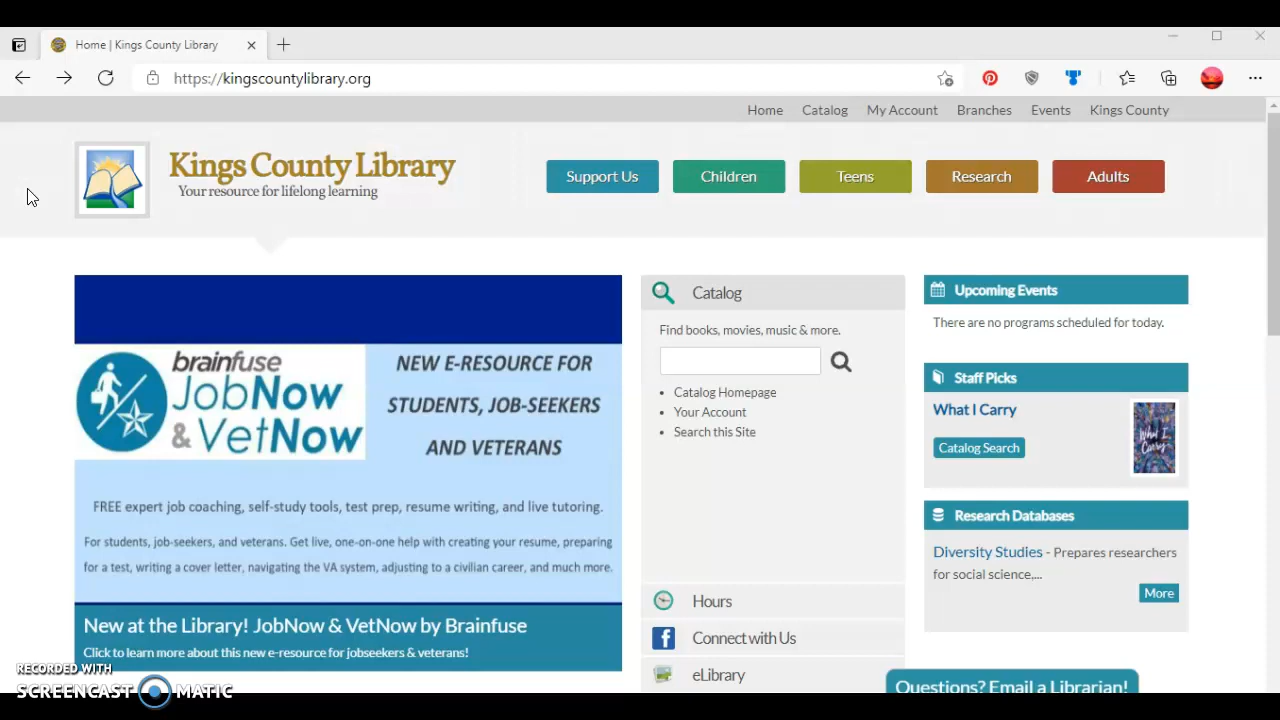 Home | Kings County Library
https://kingscountylibrary.org
Home Catalog My Account Branches Events Kings County
Kings County Library
Your resource for lifelong learning
Support Us Children Teens Research Adults
brainfuse
JobNow
& VetNow
NEW E-RESOURCE FOR
STUDENTS, JOB-SEEKERS
AND VETERANS
FREE expert job coaching, self-study tools, test prep, resume writing, and live tutoring.
For students, job-seekers, and veterans. Get live, one-on-one help with creating your resume, preparing
for a test, writing a cover letter, navigating the VA system, adjusting to a civilian career, and much more.
New at the Library! JobNow & VetNow by Brainfuse
Click to learn more about this new e-resource for jobseekers & veterans!
Catalog
Find books, movies, music & more.
Catalog Homepage
Your Account
Search this Site
Hours
Connect with Us
eLibrary
Upcoming Events
There are no programs scheduled for today.
Staff Picks
What I Carry
Catalog Search
What I
Carry
Research Databases
Diversity Studies - Prepares researchers
for social science,...
More
Questions? Email a Librarian!
RECORDED WITH
SCREENCAST MATIC